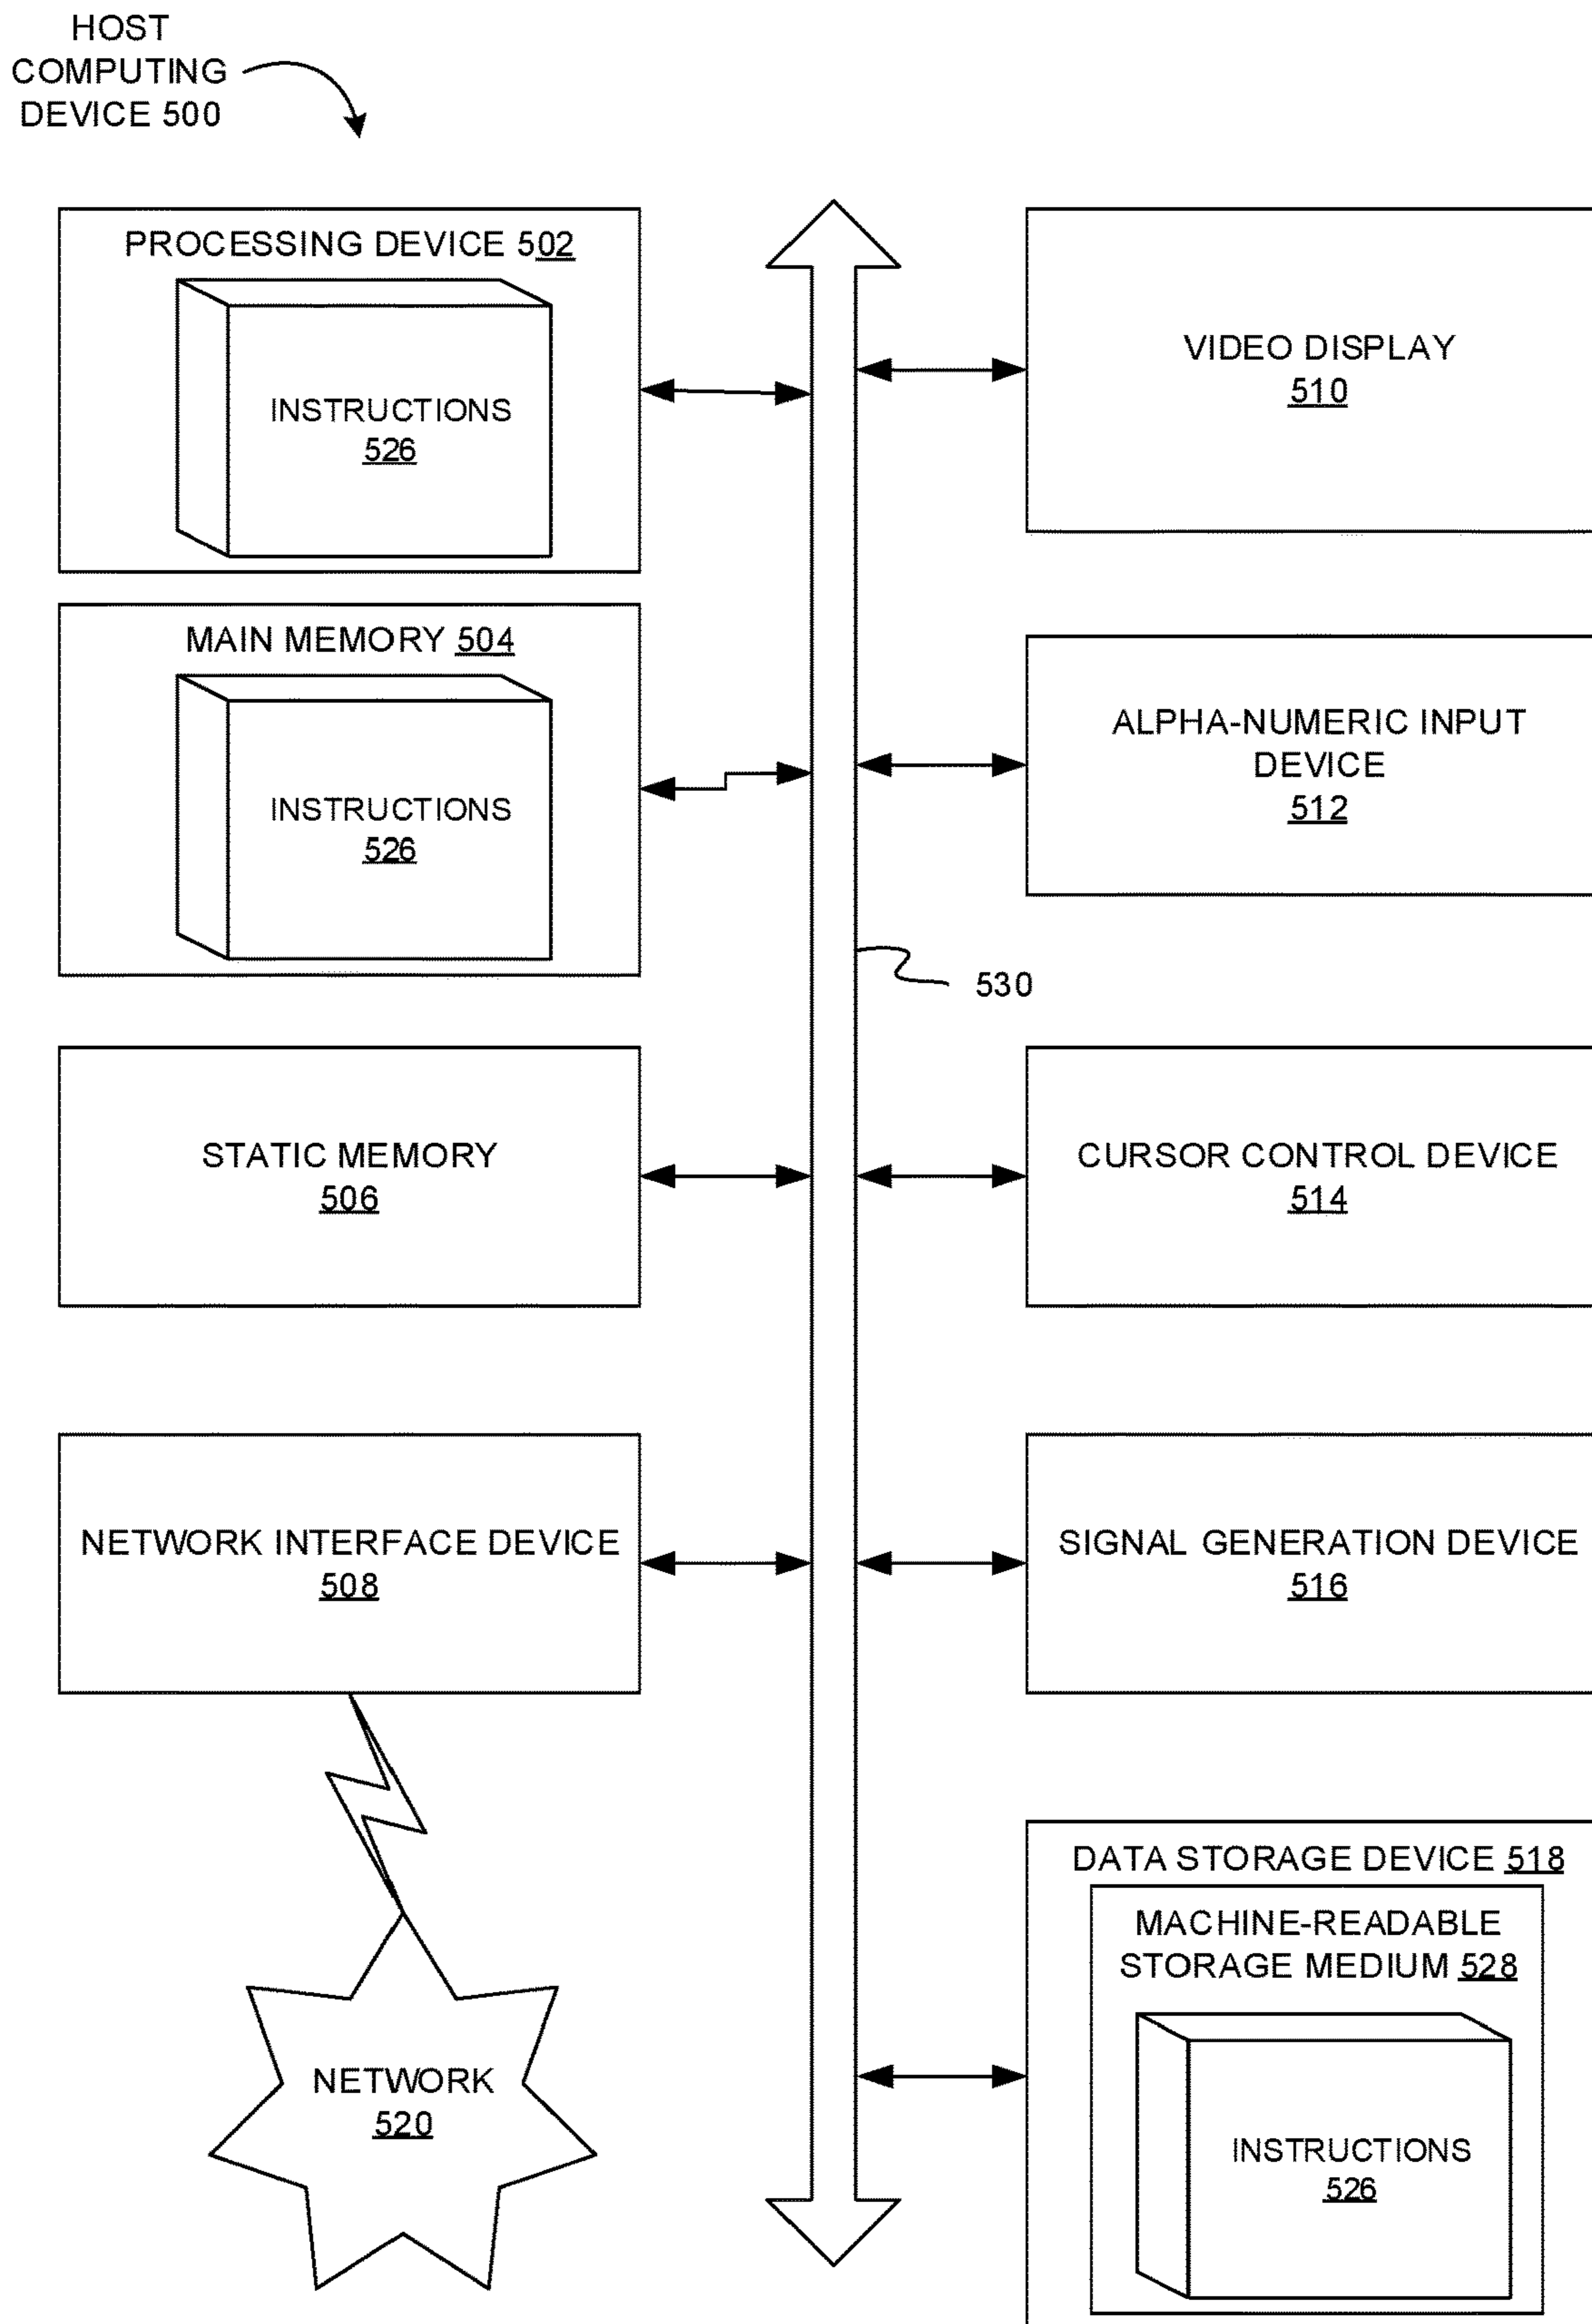 HOST
COMPUTING
DEVICE 500
PROCESSING DEVICE 502
INSTRUCTIONS
526
MAIN MEMORY 504
INSTRUCTIONS
526
STATIC MEMORY
506
NETWORK INTERFACE DEVICE
508
NETWORK
520
530
VIDEO DISPLAY
510
ALPHA-NUMERIC INPUT
DEVICE
512
CURSOR CONTROL DEVICE
514
SIGNAL GENERATION DEVICE
516
DATA STORAGE DEVICE 518
MACHINE-READABLE
STORAGE MEDIUM 528
INSTRUCTIONS
526